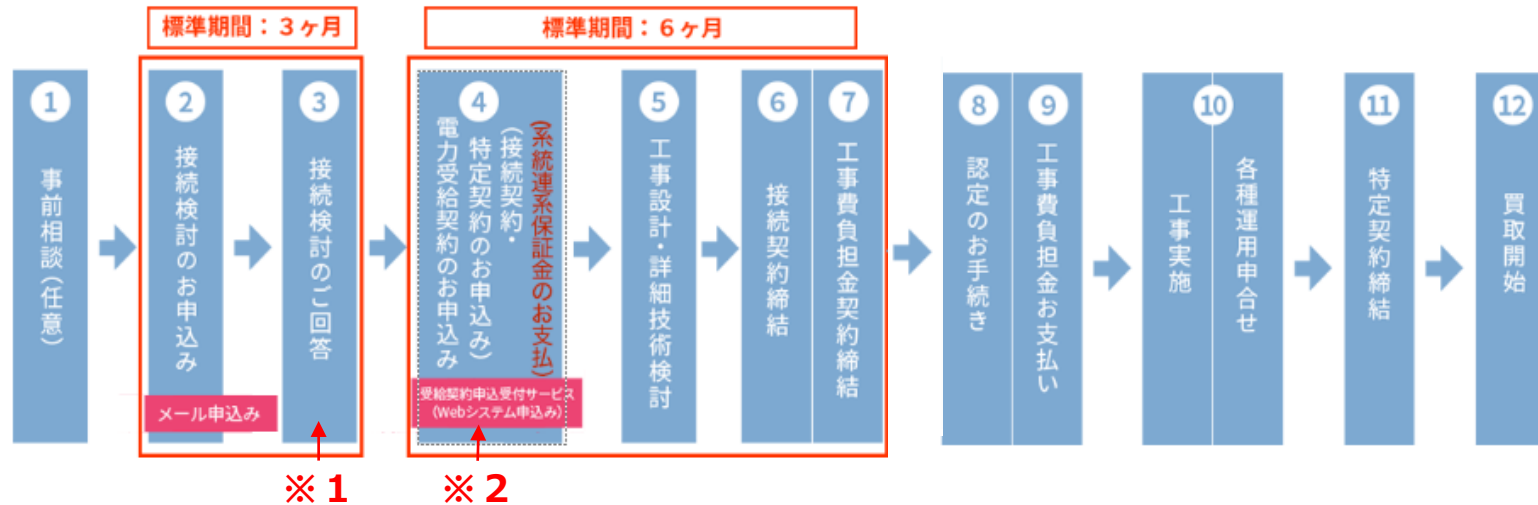 標準期間：３ヶ月
標準期間：６ヶ月
1
事前相談（任意）
2
接続検討のお申込み
メール申込み
3
接続検討のご回答
※１
4
（系統連系保証金のお支払）
（接続契約・
特定契約のお申込み）
電力受給契約のお申込み
受給契約申込受付サービス
（Webシステム申込み）
※２
5
工事設計・詳細技術検討
6
接続契約締結
7
工事費負担金契約締結
8
認定のお手続き
9
工事費負担金お支払い
10
各種運用申合せ
工事実施
11
特定契約締結
12
買取開始